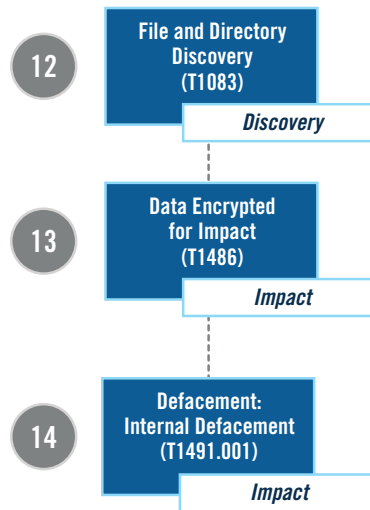 12
File and Directory
Discovery
(T1083)
Discovery
13
Data Encrypted
for Impact
(T1486)
Impact
14
Defacement:
Internal Defacement
(T1491.001)
Impact